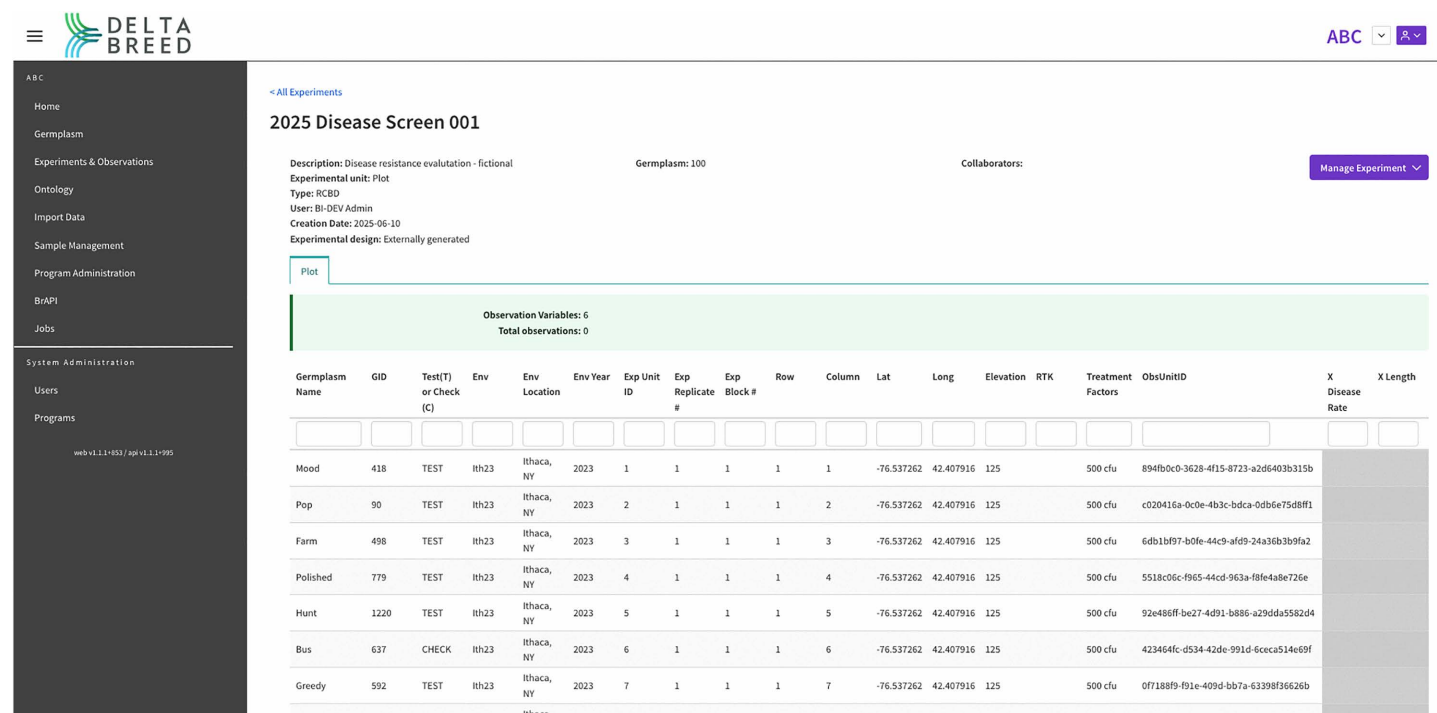 DELTA
BREED
ABC
ABC
Home
Germplasm
Experiments & Observations
Ontology
Import Data
Sample Management
Program Administration
BrAPI
Jobs
System Administration
Users
Programs
web v1.1.1+853 / api v1.1.1+995
< All Experiments
2025 Disease Screen 001
Description: Disease resistance evalutation - fictional
Experimental unit: Plot
Type: RCBD
User: BI-DEV Admin
Creation Date: 2025-06-10
Experimental design: Externally generated
Germplasm: 100
Collaborators:
Manage Experiment
Plot
Observation Variables: 6
Total observations: 0
Germplasm Name GID Test(T) or Check (C) Env Env Location Env Year Exp Unit ID Exp Replicate # Exp Block # Row Column Lat Long Elevation RTK Treatment Factors ObsUnitID X Disease Rate X Length
Mood 418 TEST Ith23 Ithaca, NY 2023 1 1 1 1 1 -76.537262 42.407916 125 500 cfu 894fb0c0-3628-4f15-8723-a2d6403b315b
Pop 90 TEST Ith23 Ithaca, NY 2023 2 1 1 1 2 -76.537262 42.407916 125 500 cfu c020416a-0c0e-4b3c-bdca-0db6e75d8ff1
Farm 498 TEST Ith23 Ithaca, NY 2023 3 1 1 1 3 -76.537262 42.407916 125 500 cfu 6db1bf97-b0fe-44c9-afd9-24a36b3b9fa2
Polished 779 TEST Ith23 Ithaca, NY 2023 4 1 1 1 4 -76.537262 42.407916 125 500 cfu 5518c06c-f965-44cd-963a-f8fe4a8e726e
Hunt 1220 TEST Ith23 Ithaca, NY 2023 5 1 1 1 5 -76.537262 42.407916 125 500 cfu 92e486ff-be27-4d91-b886-a29dda5582d4
Bus 637 CHECK Ith23 Ithaca, NY 2023 6 1 1 1 6 -76.537262 42.407916 125 500 cfu 423464fc-d534-42de-991d-6ceca514e69f
Greedy 592 TEST Ith23 Ithaca, NY 2023 7 1 1 1 7 -76.537262 42.407916 125 500 cfu 0f7188f9-f91e-409d-bb7a-63398f36626b